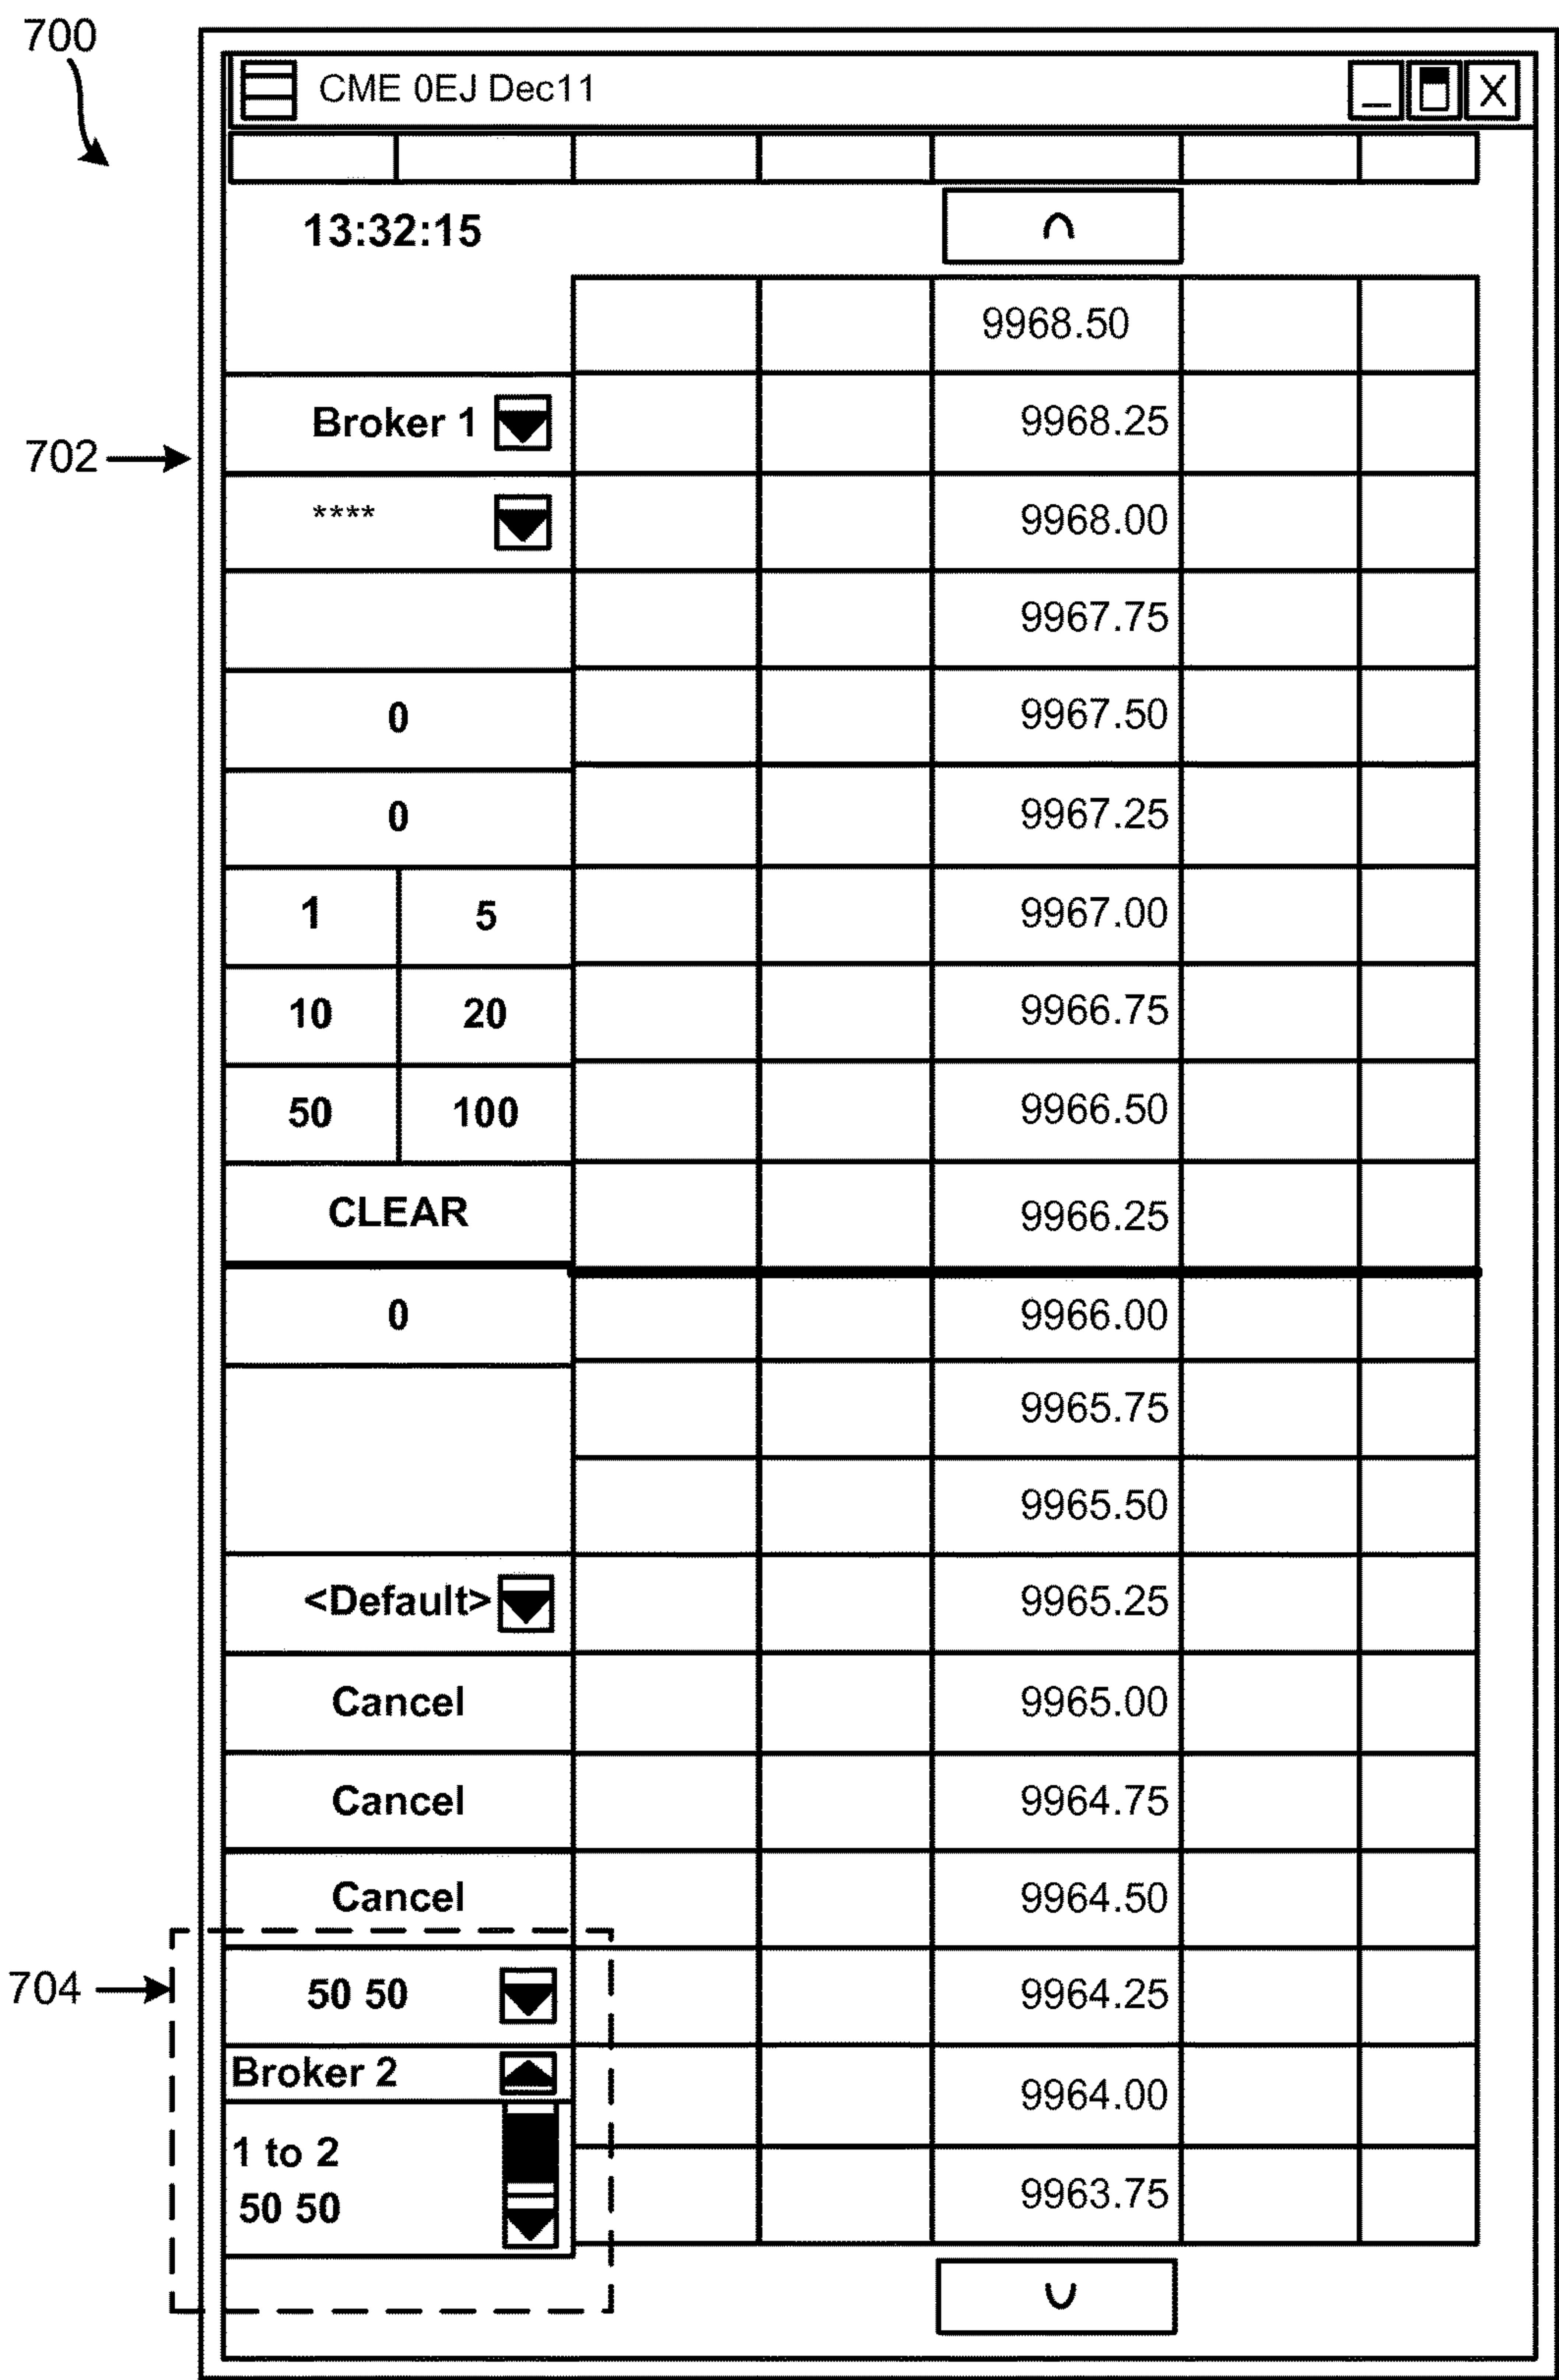 700
CME 0EJ Dec11
_ X
13:32:15
9968.50
Broker 1 9968.25
702
**** 9968.00
9967.75
0 9967.50
0 9967.25
1 5 9967.00
10 20 9966.75
50 100 9966.50
CLEAR 9966.25
0 9966.00
9965.75
9965.50
<Default> 9965.25
Cancel 9965.00
Cancel 9964.75
Cancel 9964.50
704 50 50 9964.25
Broker 2 9964.00
1 to 2
50 50 9963.75